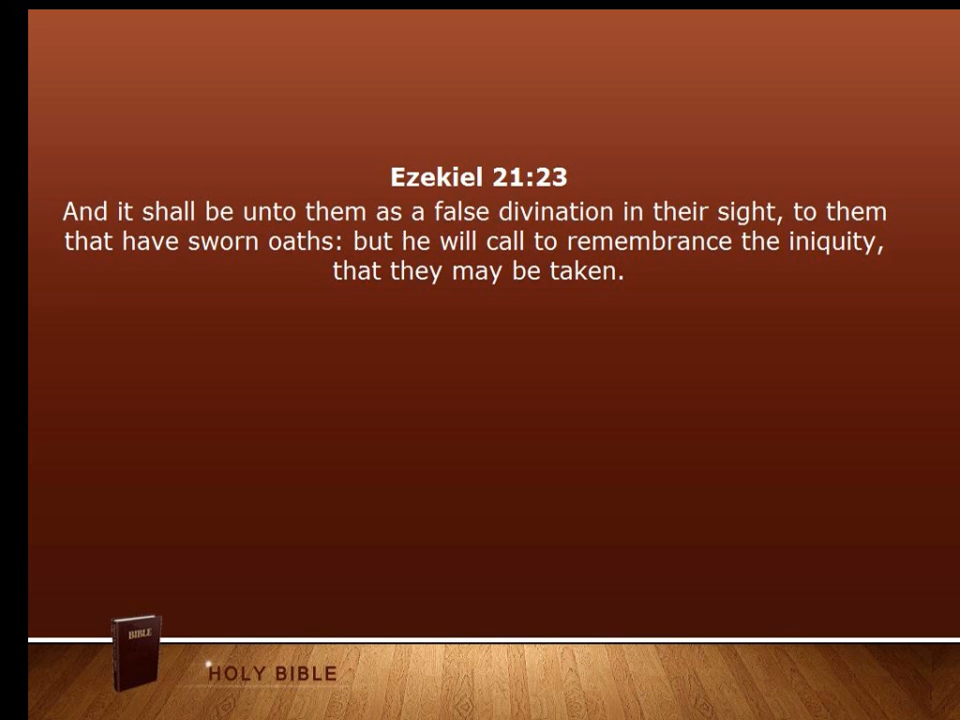 Ezekiel 21:23
And it shall be unto them as a false divination in their sight, to them
that have sworn oaths: but he will call to remembrance the iniquity,
that they may be taken.
BIBLE
HOLY BIBLE